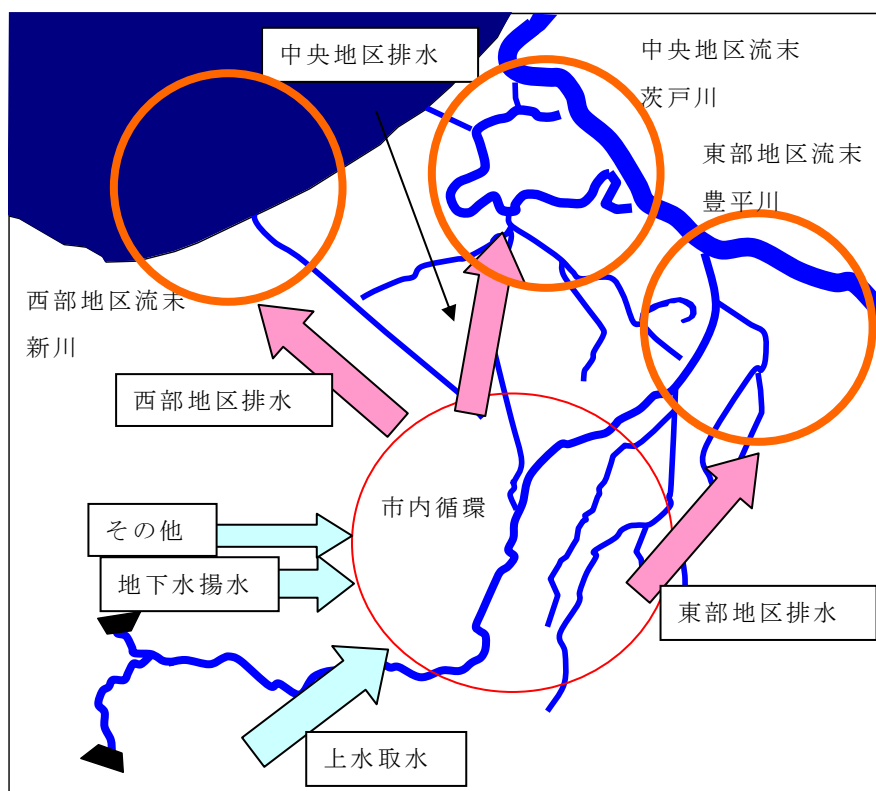 中央地区排水
中央地区流末
茨戸川
東部地区流末
豊平川
西部地区流末
新川
西部地区排水
市内循環
その他
地下水揚水
東部地区排水
上水取水